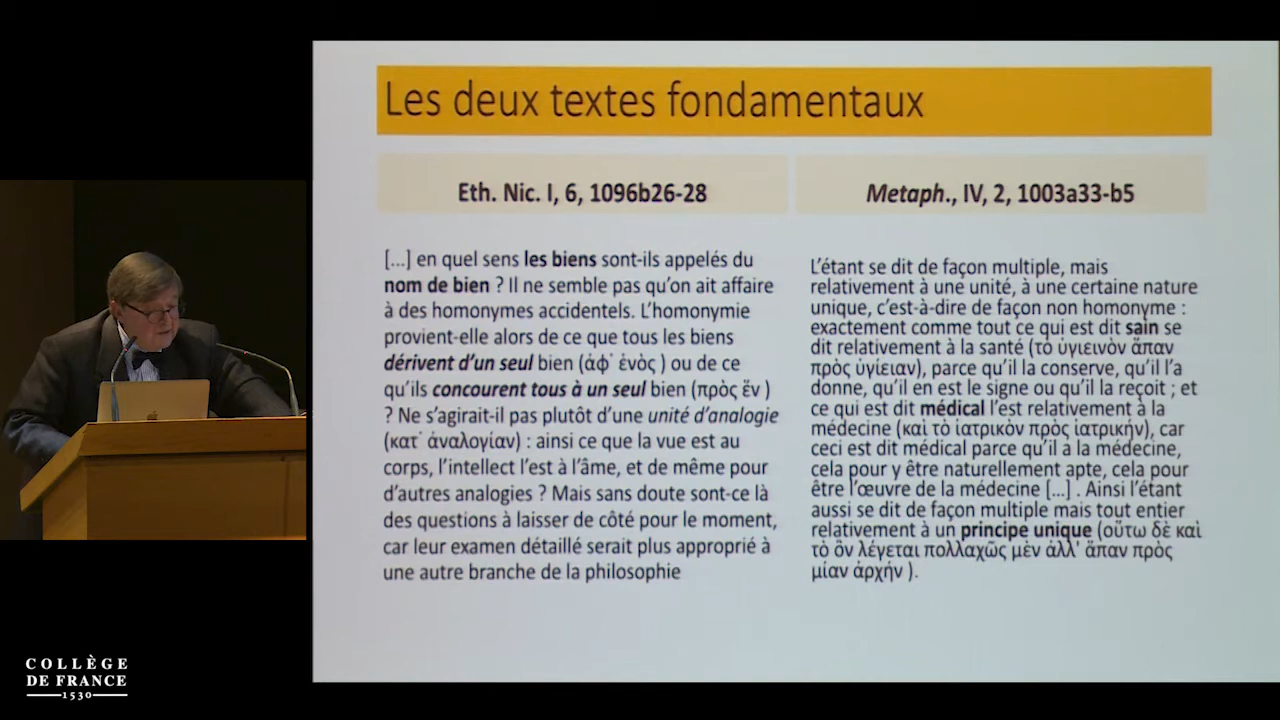 Les deux textes fondamentaux
Eth. Nic. I, 6, 1096b26-28
[...] en quel sens les biens sont-ils appelés du
nom de bien ? Il ne semble pas qu'on ait affaire
à des homonymes accidentels. L'homonymie
provient-elle alors de ce que tous les biens
dérivent d'un seul bien (ἀφ᾽ ἑνὸς ) ou de ce
qu'ils concourent tous à un seul bien (πρὸς ἕν )
? Ne s'agirait-il pas plutôt d'une unité d'analogie
(κατ᾽ ἀναλογίαν) : ainsi ce que la vue est au
corps, l'intellect l'est à l'âme, et de même pour
d'autres analogies ? Mais sans doute sont-ce là
des questions à laisser de côté pour le moment,
car leur examen détaillé serait plus approprié à
une autre branche de la philosophie
Metaph., IV, 2, 1003a33-b5
L'étant se dit de façon multiple, mais
relativement à une unité, à une certaine nature
unique, c'est-à-dire de façon non homonyme :
exactement comme tout ce qui est dit sain se
dit relativement à la santé (τὸ ὑγιεινὸν ἅπαν
πρὸς ὑγίειαν), parce qu'il la conserve, qu'il l'a
donne, qu'il en est le signe ou qu'il la reçoit ; et
ce qui est dit médical l'est relativement à la
médecine (καὶ τὸ ἰατρικὸν πρὸς ἰατρικήν), car
ceci est dit médical parce qu'il a la médecine,
cela pour y être naturellement apte, cela pour
être l'œuvre de la médecine [...] . Ainsi l'étant
aussi se dit de façon multiple mais tout entier
relativement à un principe unique (οὕτω δὲ καὶ
τὸ ὂν λέγεται πολλαχῶς μὲν ἀλλ' ἅπαν πρὸς
μίαν ἀρχήν ).
COLLÈGE
DE FRANCE
1530